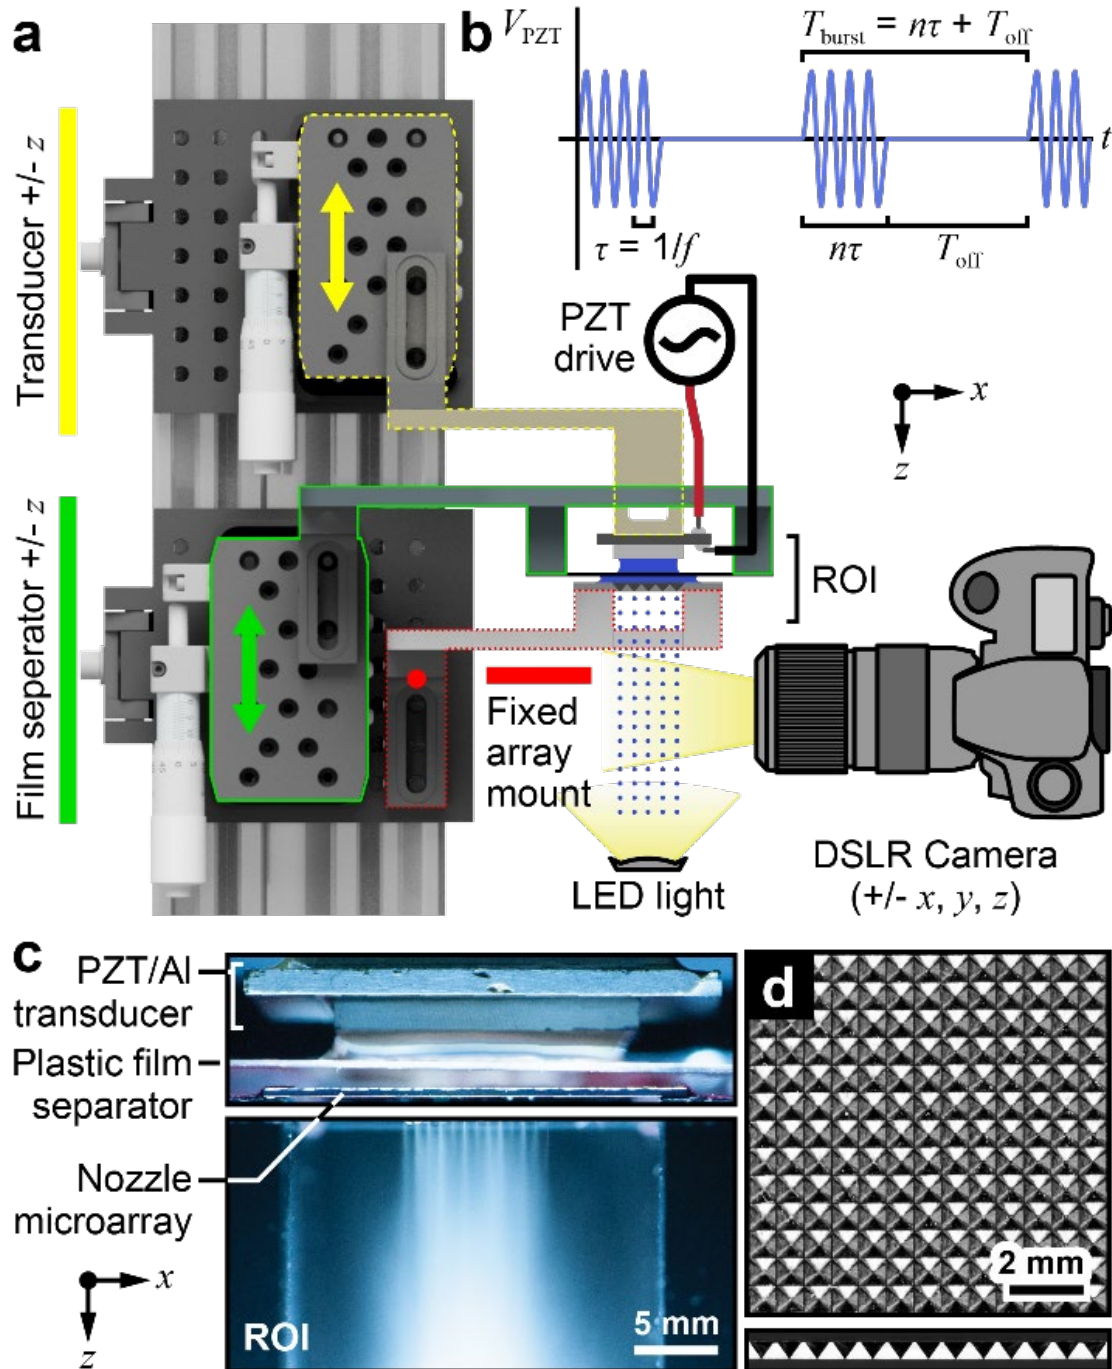 a
Transducer +/- z
Film seperator +/- z
PZT
drive
x
z
ROI
Fixed
array
mount
LED light
DSLR Camera
(+/- x, y, z)
b
V_PZT
T_burst = nτ + T_off
t
τ = 1/f
nτ
T_off
c
PZT/Al
transducer
Plastic film
separator
Nozzle
microarray
x
z
ROI
5 mm
d
2 mm